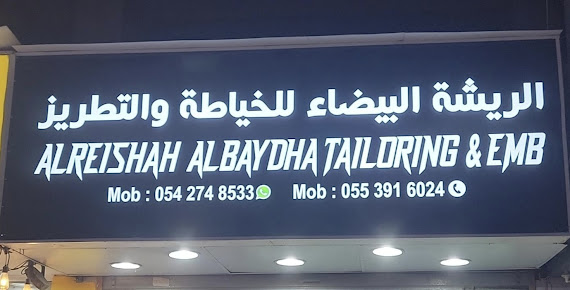 الريشة البيضاء للخياطة والتطريز
ALREISHAH ALBAYDHA TAILORING & EMB
Mob : 054 274 8533 Mob : 055 391 6024